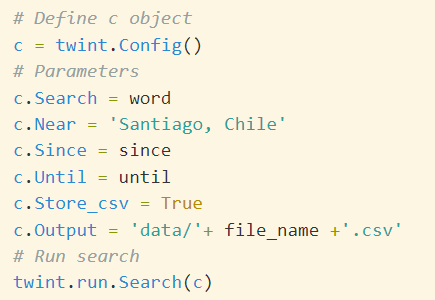 # Define c object
c = twint.Config()
# Parameters
c.Search = word
c.Near = 'Santiago, Chile'
c.Since = since
c.Until = until
c.Store_csv = True
c.Output = 'data/'+ file_name +'.csv'
# Run search
twint.run.Search(c)